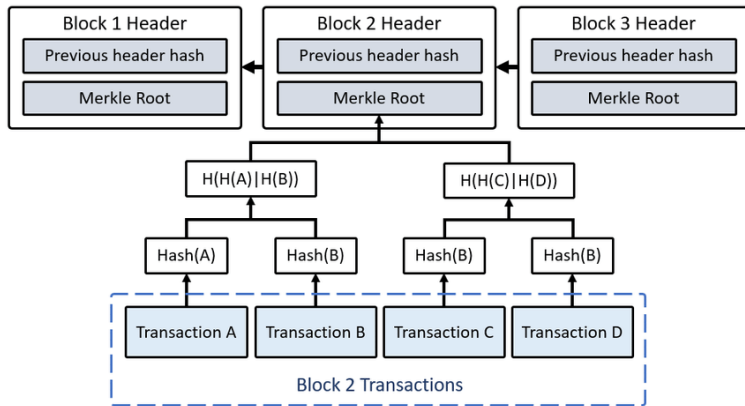 Block 1 Header
Block 2 Header
Block 3 Header
Previous header hash
Previous header hash
Previous header hash
Merkle Root
Merkle Root
Merkle Root
H(H(A)|H(B))
H(H(C)|H(D))
Hash(A)
Hash(B)
Hash(B)
Hash(B)
Transaction A
Transaction B
Transaction C
Transaction D
Block 2 Transactions